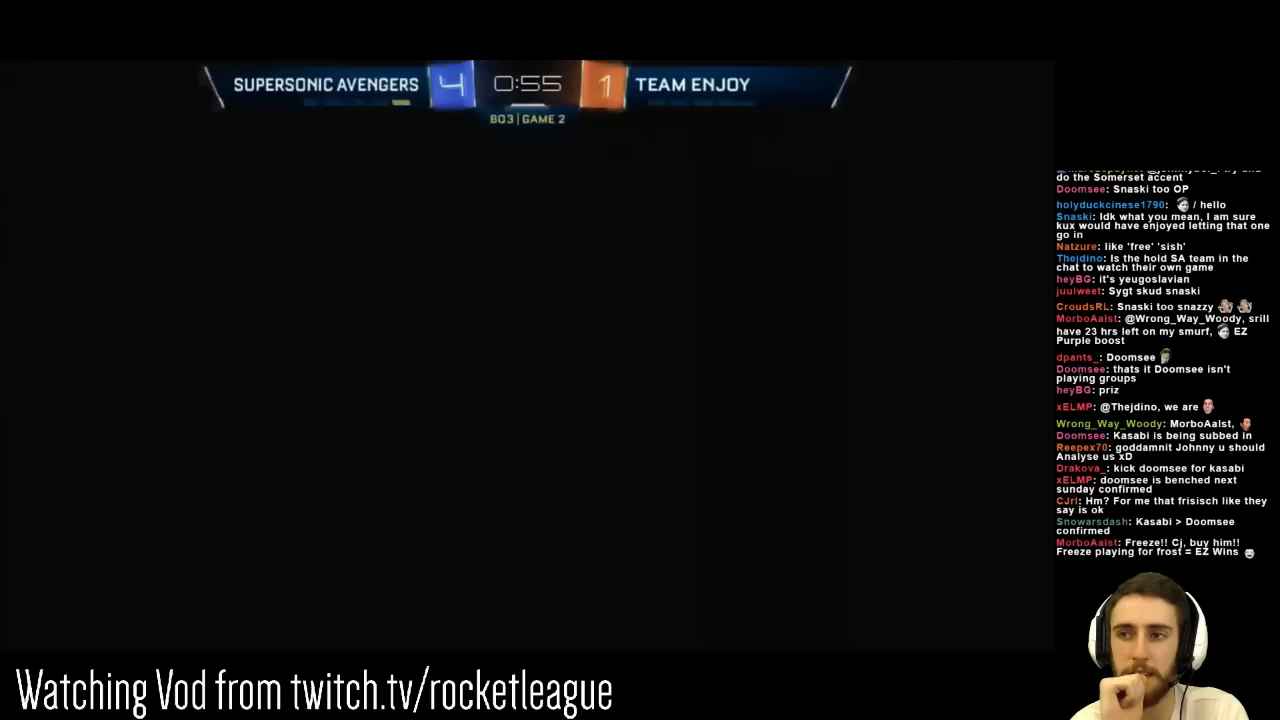 SUPERSONIC AVENGERS 4 0:55 1 TEAM ENJOY
BO3 | GAME 2
do the Somerset accent
Doomsee: Snaski too OP
holyduckcinese1790: / hello
Snaski: Idk what you mean, I am sure
kux would have enjoyed letting that one
go in
Natzure: like 'free' 'sish'
Thejdino: Is the hold SA team in the
chat to watch their own game
heyBG: it's yeugoslavian
juulweet: Sygt skud snaski
CroudsRL: Snaski too snazzy
MorboAalst: @Wrong_Way_Woody, srill
have 23 hrs left on my smurf, EZ
Purple boost
dpants_: Doomsee
Doomsee: thats it Doomsee isn't
playing groups
heyBG: priz
xELMP: @Thejdino, we are
Wrong_Way_Woody: MorboAalst,
Doomsee: Kasabi is being subbed in
Reepex70: goddamnit Johnny u should
Analyse us xD
Drakova_: kick doomsee for kasabi
xELMP: doomsee is benched next
sunday confirmed
CJrl: Hm? For me that frisisch like they
say is ok
Snowarsdash: Kasabi > Doomsee
confirmed
MorboAalst: Freeze!! Cj, buy him!!
Freeze playing for frost = EZ Wins
Watching Vod from twitch.tv/rocketleague